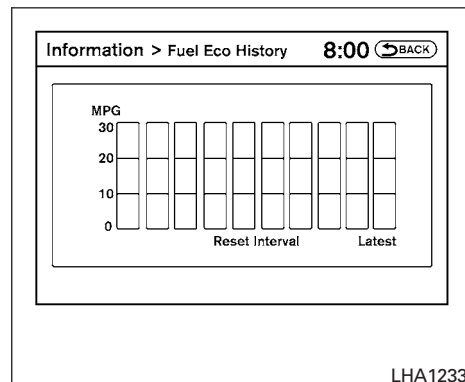 Information > Fuel Eco History 8:00 BACK
MPG
30
20
10
0
Reset Interval Latest
LHA1233